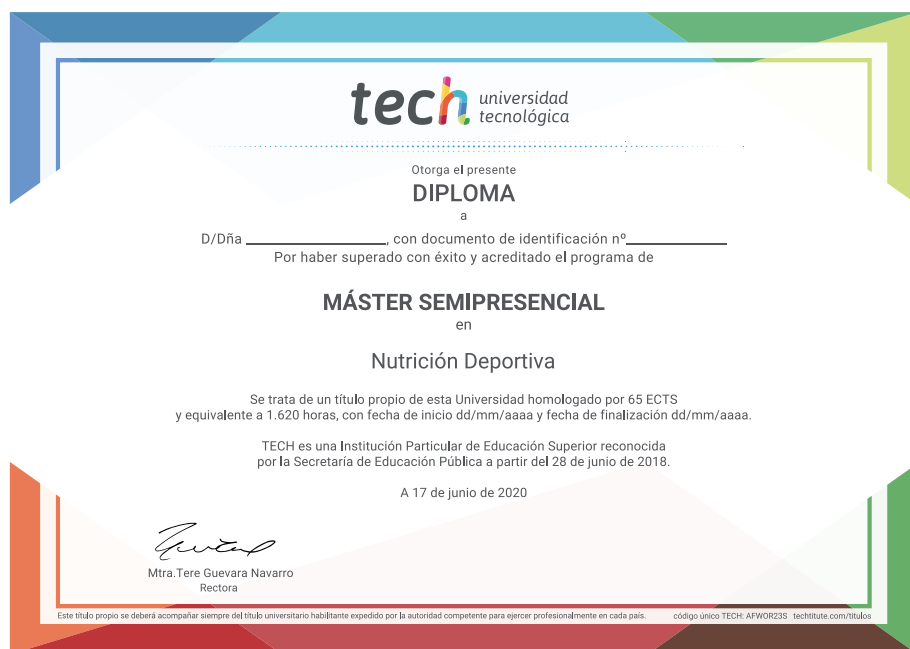 tech universidad
tecnológica
Otorga el presente
DIPLOMA
a
D/Dña ____________________, con documento de identificación nº______________
Por haber superado con éxito y acreditado el programa de
MÁSTER SEMIPRESENCIAL
en
Nutrición Deportiva
Se trata de un título propio de esta Universidad homologado por 65 ECTS
y equivalente a 1.620 horas, con fecha de inicio dd/mm/aaaa y fecha de finalización dd/mm/aaaa.
TECH es una Institución Particular de Educación Superior reconocida
por la Secretaría de Educación Pública a partir del 28 de junio de 2018.
A 17 de junio de 2020
Mtra.Tere Guevara Navarro
Rectora
Este título propio se deberá acompañar siempre del título universitario habilitante expedido por la autoridad competente para ejercer profesionalmente en cada país. código único TECH: AFWOR23S techtitute.com/titulos